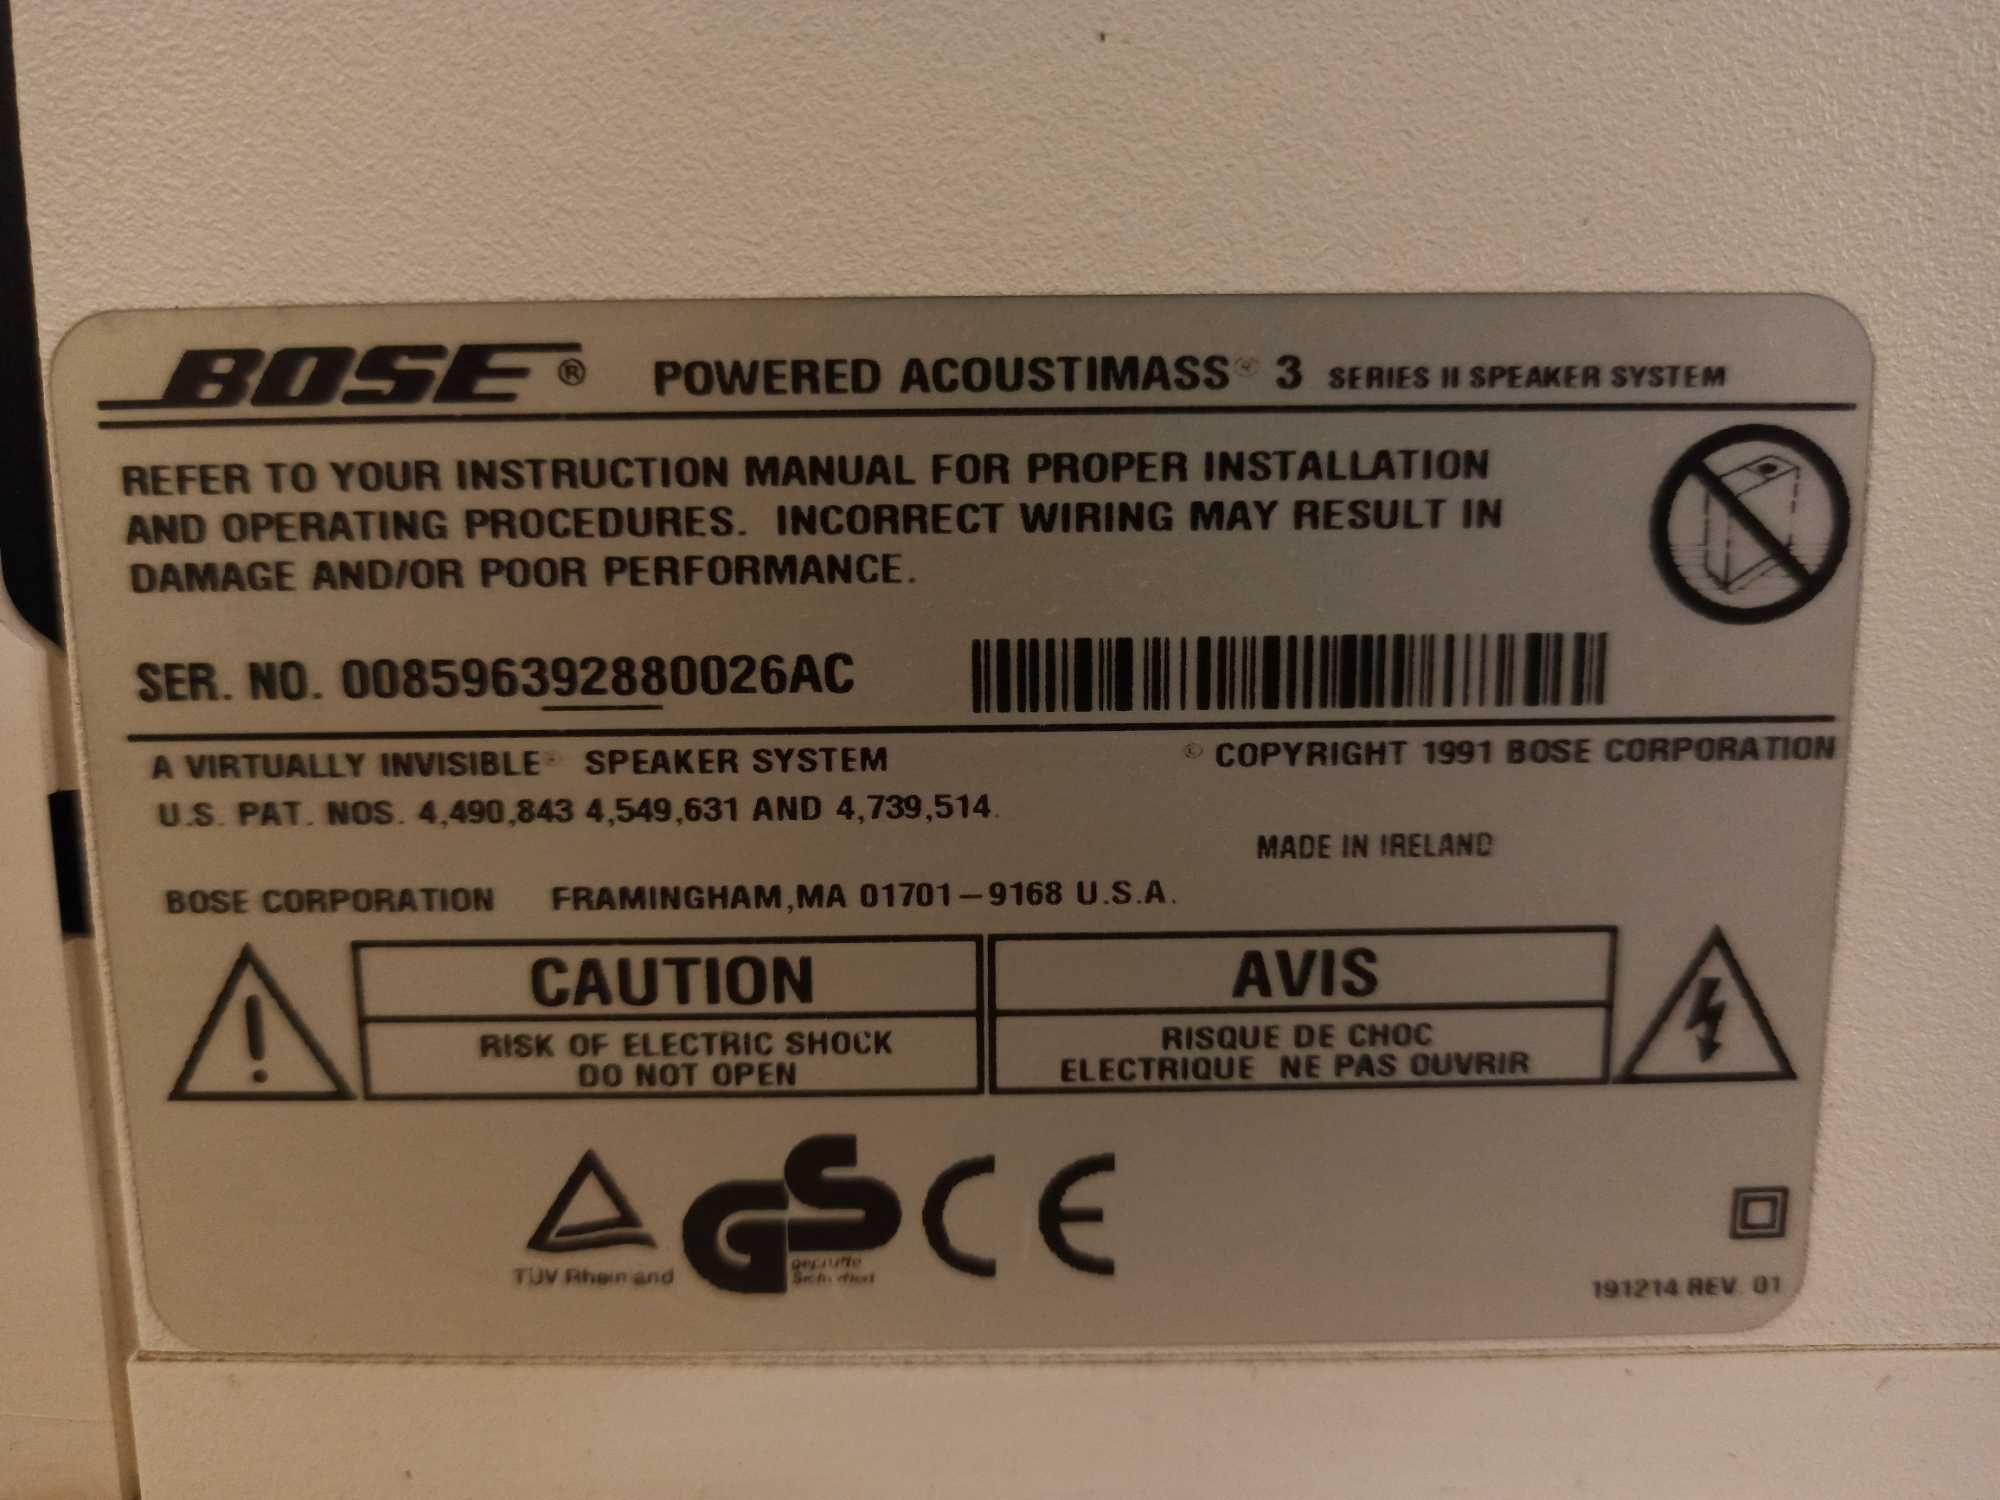 BOSE® POWERED ACOUSTIMASS® 3 SERIES II SPEAKER SYSTEM
REFER TO YOUR INSTRUCTION MANUAL FOR PROPER INSTALLATION
AND OPERATING PROCEDURES. INCORRECT WIRING MAY RESULT IN
DAMAGE AND/OR POOR PERFORMANCE.
SER. NO. 008596392880026AC
A VIRTUALLY INVISIBLE® SPEAKER SYSTEM
© COPYRIGHT 1991 BOSE CORPORATION
U.S. PAT. NOS. 4,490,843 4,549,631 AND 4,739,514.
MADE IN IRELAND
BOSE CORPORATION FRAMINGHAM,MA 01701–9168 U.S.A.
CAUTION
RISK OF ELECTRIC SHOCK
DO NOT OPEN
AVIS
RISQUE DE CHOC
ELECTRIQUE NE PAS OUVRIR
TÜV Rheinland
GS
geprüfte
Sicherheit
CE
191214 REV. 01